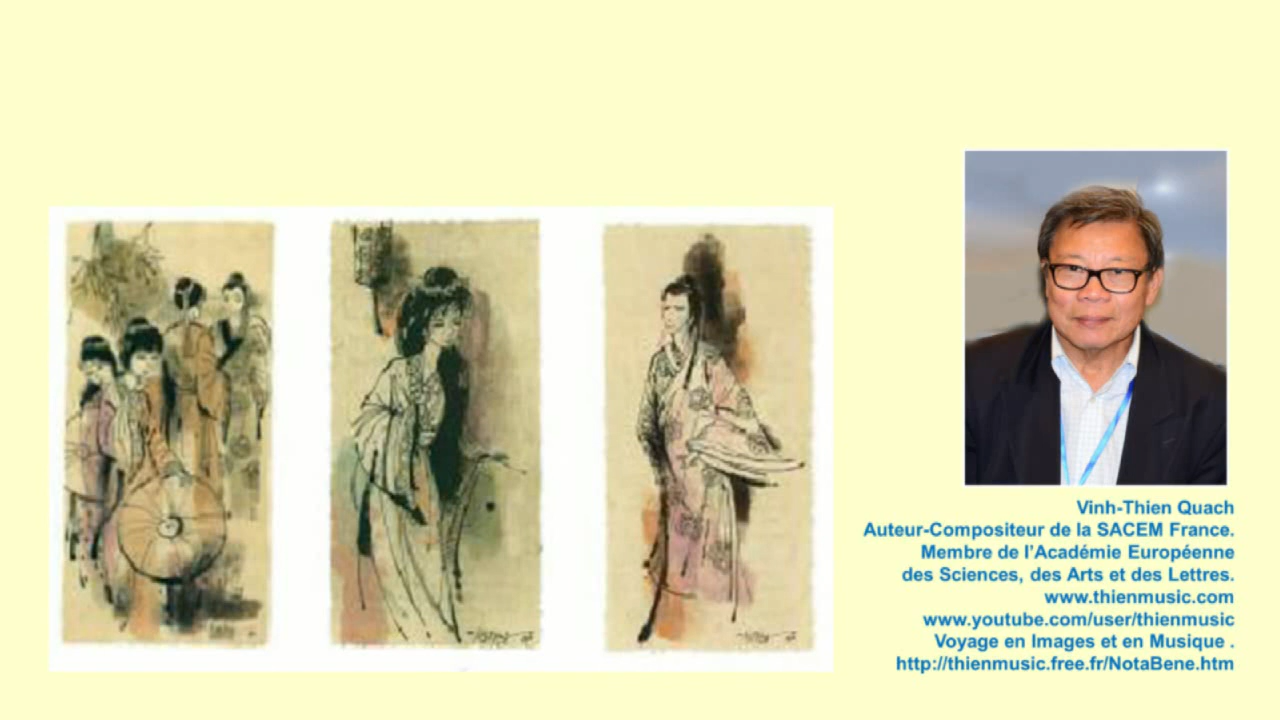 Vinh-Thien Quach
Auteur-Compositeur de la SACEM France.
Membre de l'Académie Européenne
des Sciences, des Arts et des Lettres.
www.thienmusic.com
www.youtube.com/user/thienmusic
Voyage en Images et en Musique .
http://thienmusic.free.fr/NotaBene.htm